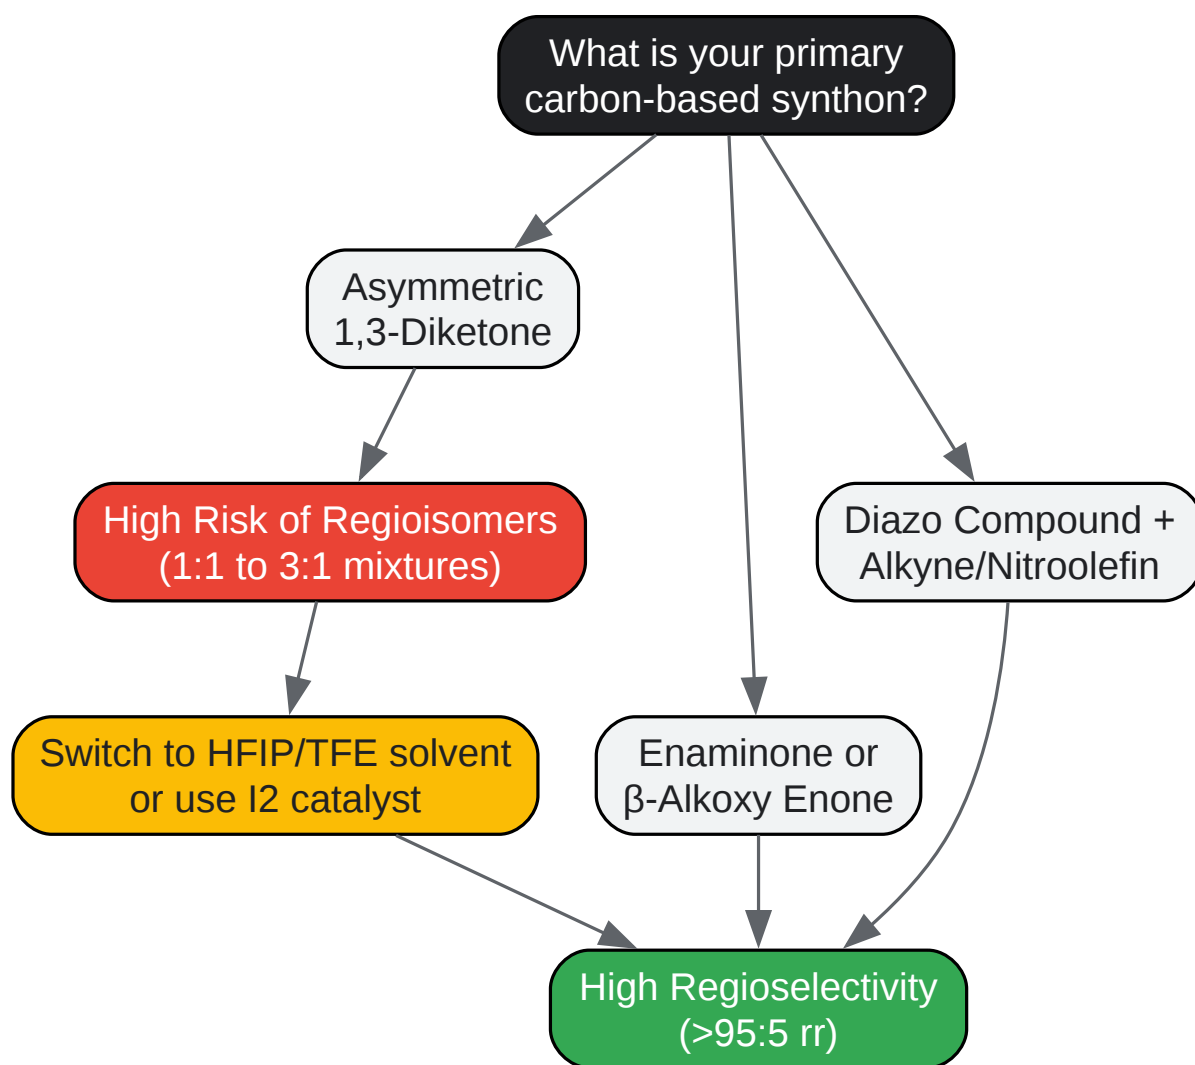 What is your primary
carbon-based synthon?
Asymmetric
1,3-Diketone
High Risk of Regioisomers
(1:1 to 3:1 mixtures)
Diazo Compound +
Alkyne/Nitroolefin
Switch to HFIP/TFE solvent
or use I2 catalyst
Enaminone or
β-Alkoxy Enone
High Regioselectivity
(>95:5 rr)